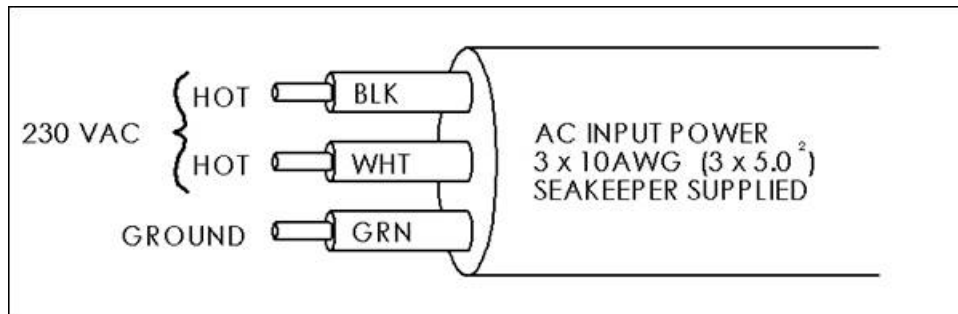 HOT
BLK
230 VAC
HOT
WHT
GROUND
GRN
AC INPUT POWER
3 x 10AWG (3 x 5.0²)
SEAKEEPER SUPPLIED